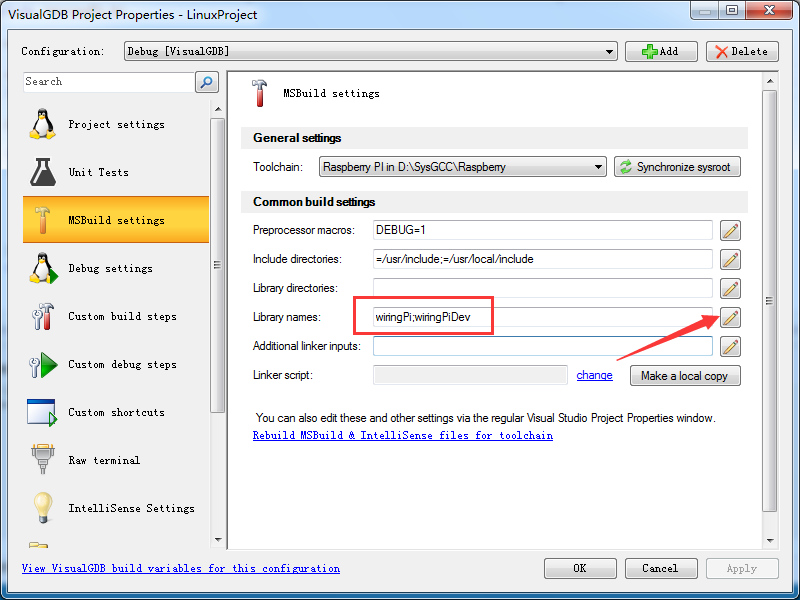 VisualGDB Project Properties - LinuxProject
Configuration: Debug [VisualGDB] Add Delete
Search
Project settings
Unit Tests
MSBuild settings
Debug settings
Custom build steps
Custom debug steps
Custom shortcuts
Raw terminal
IntelliSense Settings
MSBuild settings
General settings
Toolchain: Raspberry PI in D:\SysGCC\Raspberry Synchronize sysroot
Common build settings
Preprocessor macros: DEBUG=1
Include directories: =/usr/include;=/usr/local/include
Library directories:
Library names: wiringPi;wiringPiDev
Additional linker inputs:
Linker script: change Make a local copy
You can also edit these and other settings via the regular Visual Studio Project Properties window.
Rebuild MSBuild & IntelliSense files for toolchain
View VisualGDB build variables for this configuration
OK Cancel Apply